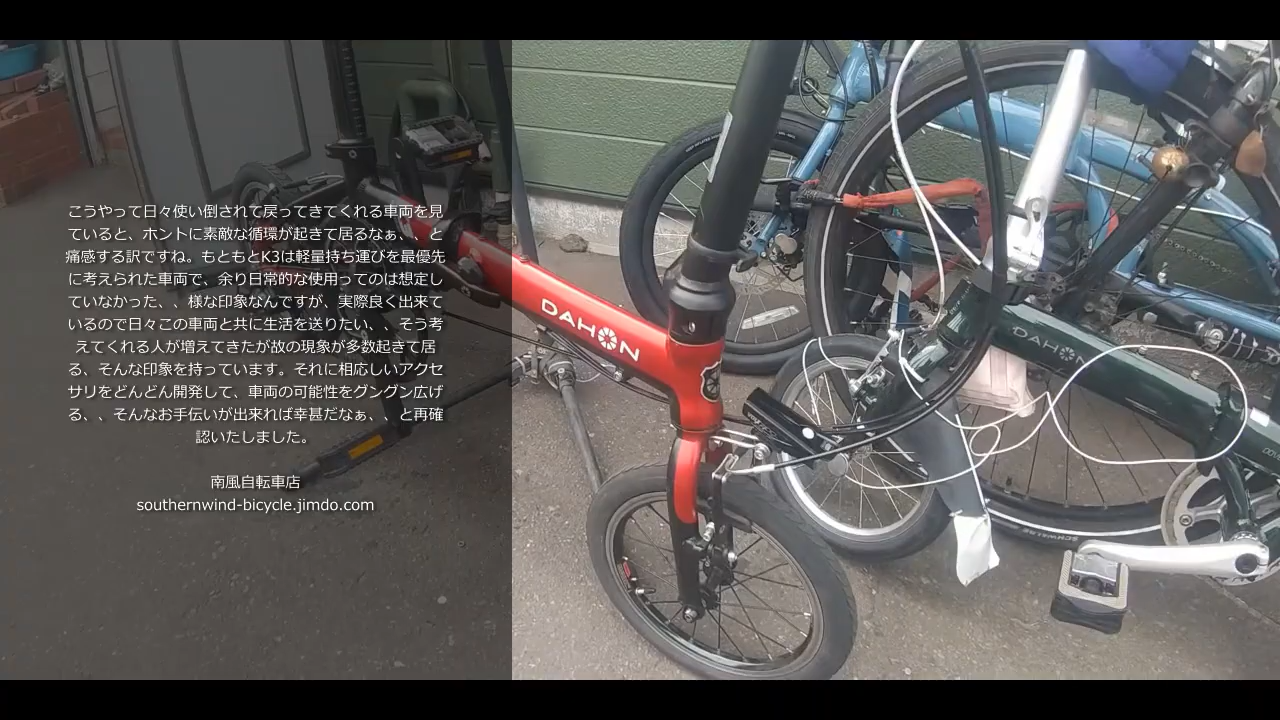 こうやって日々使い倒されて戻ってきてくれる車両を見
ていると、ホントに素敵な循環が起きて居るなぁ、、と
痛感する訳ですね。もともとK3は軽量持ち運びを最優先
に考えられた車両で、余り日常的な使用ってのは想定し
ていなかった、、様な印象なんですが、実際良く出来て
いるので日々この車両と共に生活を送りたい、、そう考
えてくれる人が増えてきたが故の現象が多数起きて居
る、そんな印象を持っています。それに相応しいアクセ
サリをどんどん開発して、車両の可能性をグングン広げ
る、、そんなお手伝いが出来れば幸甚だなぁ、、と再確
認いたしました。
南風自転車店
southernwind-bicycle.jimdo.com
DAHON
DAHON
SCHWALBE